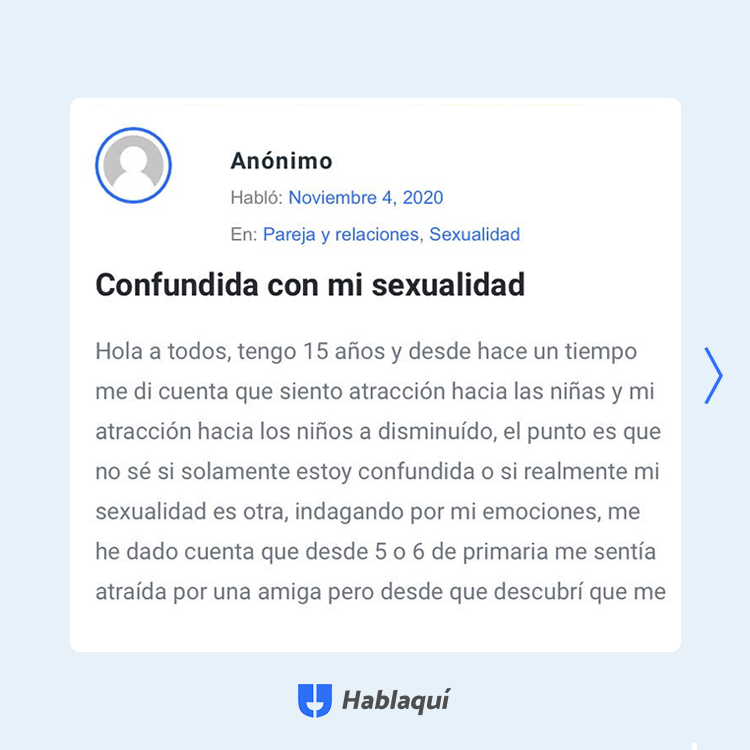 Anónimo
Habló: Noviembre 4, 2020
En: Pareja y relaciones, Sexualidad
Confundida con mi sexualidad
Hola a todos, tengo 15 años y desde hace un tiempo
me di cuenta que siento atracción hacia las niñas y mi
atracción hacia los niños a disminuído, el punto es que
no sé si solamente estoy confundida o si realmente mi
sexualidad es otra, indagando por mi emociones, me
he dado cuenta que desde 5 o 6 de primaria me sentía
atraída por una amiga pero desde que descubrí que me
Hablaquí